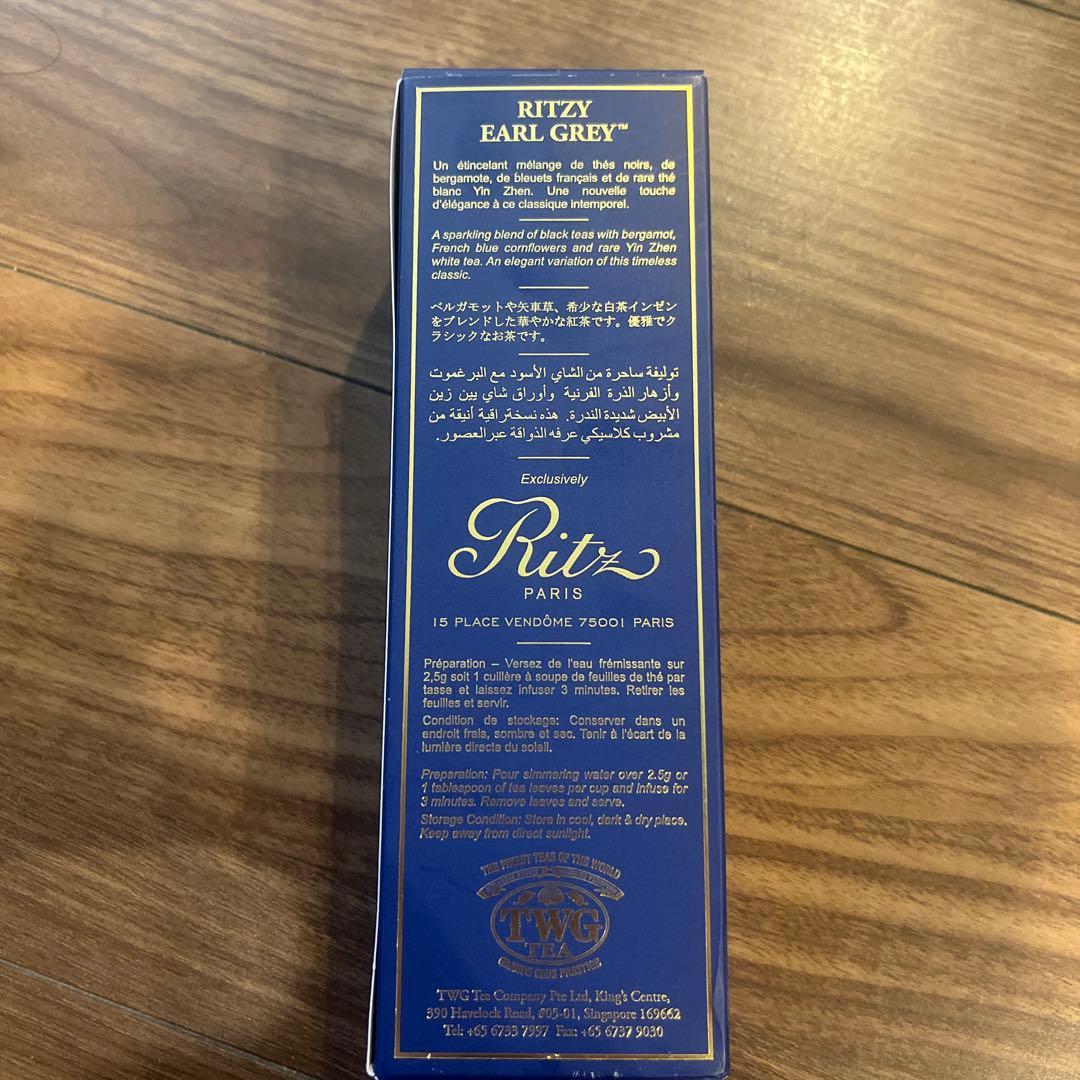 RITZY
EARL GREY™
Un étincelant mélange de thés noirs, de
bergamote, de bleuets français et de rare thé
blanc Yin Zhen. Une nouvelle touche
d'élégance à ce classique intemporel.
A sparkling blend of black teas with bergamot,
French blue cornflowers and rare Yin Zhen
white tea. An elegant variation of this timeless
classic.
ベルガモットや矢車草、希少な白茶インゼン
をブレンドした華やかな紅茶です。優雅でク
ラシックなお茶です。
توليفة ساحرة من الشاي الأسود مع البرغموت
وأزهار الذرة الفرنية وأوراق شاي يين زين
الأبيض شديدة الندرة. هذه نسخة راقية أنيقة من
مشروب كلاسيكي عرفه الذواقة عبر العصور.
Exclusively
Ritz
PARIS
15 PLACE VENDÔME 75001 PARIS
Préparation – Versez de l'eau frémissante sur
2,5g soit 1 cuillère à soupe de feuilles de thé par
tasse et laissez infuser 3 minutes. Retirer les
feuilles et servir.
Condition de stockage: Conserver dans un
endroit frais, sombre et sec. Tenir à l'écart de la
lumière directe du soleil.
Preparation: Pour simmering water over 2.5g or
1 tablespoon of tea leaves per cup and infuse for
3 minutes. Remove leaves and serve.
Storage Condition: Store in cool, dark & dry place.
Keep away from direct sunlight.
THE FINEST TEAS OF THE WORLD
TWG
TEA
GRANDS CRUS PRESTIGE
TWG Tea Company Pte Ltd, King's Centre,
390 Havelock Road, #05-01, Singapore 169662
Tel: +65 6733 7997 Fax: +65 6737 9030